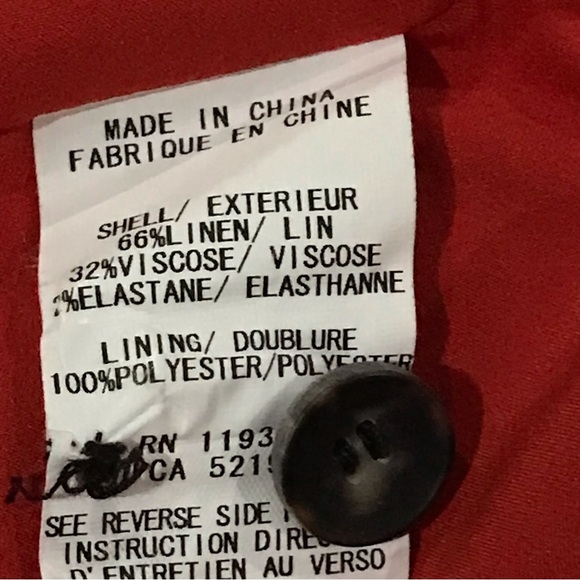 MADE IN CHINA
FABRIQUE EN CHINE
SHELL/ EXTERIEUR
66%LINEN/ LIN
32%VISCOSE/ VISCOSE
%ELASTANE/ ELASTHANNE
LINING/ DOUBLURE
100%POLYESTER/POLYESTER
RN 1193
CA 521
SEE REVERSE SIDE
INSTRUCTION
D'ENTRETIEN AU VERSO